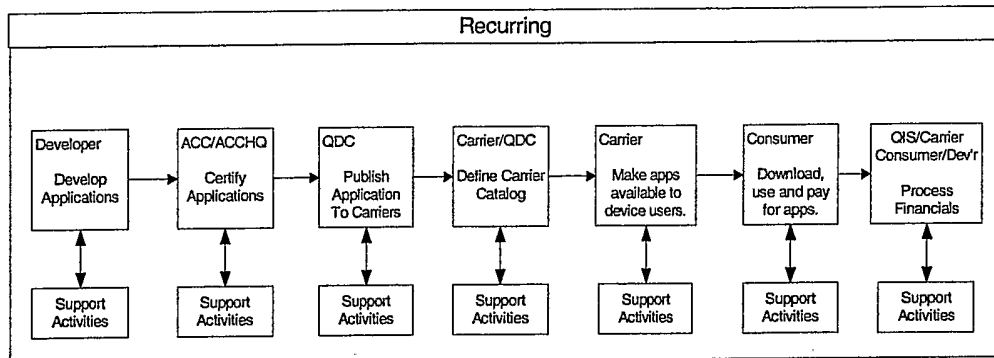 Recurring
Developer
Develop
Applications
ACC/ACCHQ
Certify
Applications
QDC
Publish
Application
To Carriers
Carrier/QDC
Define Carrier
Catalog
Carrier
Make apps
available to
device users.
Consumer
Download,
use and pay
for apps.
QIS/Carrier
Consumer/Dev'r
Process
Financials
Support
Activities
Support
Activities
Support
Activities
Support
Activities
Support
Activities
Support
Activities
Support
Activities